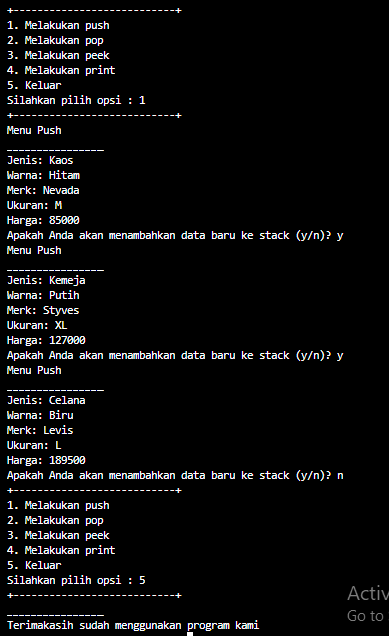 +--------------------------+
1. Melakukan push
2. Melakukan pop
3. Melakukan peek
4. Melakukan print
5. Keluar
Silahkan pilih opsi : 1
+--------------------------+
Menu Push
________________
Jenis: Kaos
Warna: Hitam
Merk: Nevada
Ukuran: M
Harga: 85000
Apakah Anda akan menambahkan data baru ke stack (y/n)? y
Menu Push
________________
Jenis: Kemeja
Warna: Putih
Merk: Styves
Ukuran: XL
Harga: 127000
Apakah Anda akan menambahkan data baru ke stack (y/n)? y
Menu Push
________________
Jenis: Celana
Warna: Biru
Merk: Levis
Ukuran: L
Harga: 189500
Apakah Anda akan menambahkan data baru ke stack (y/n)? n
+--------------------------+
1. Melakukan push
2. Melakukan pop
3. Melakukan peek
4. Melakukan print
5. Keluar
Silahkan pilih opsi : 5
+--------------------------+
________________
Terimakasih sudah menggunakan program kami
Activ
Go to